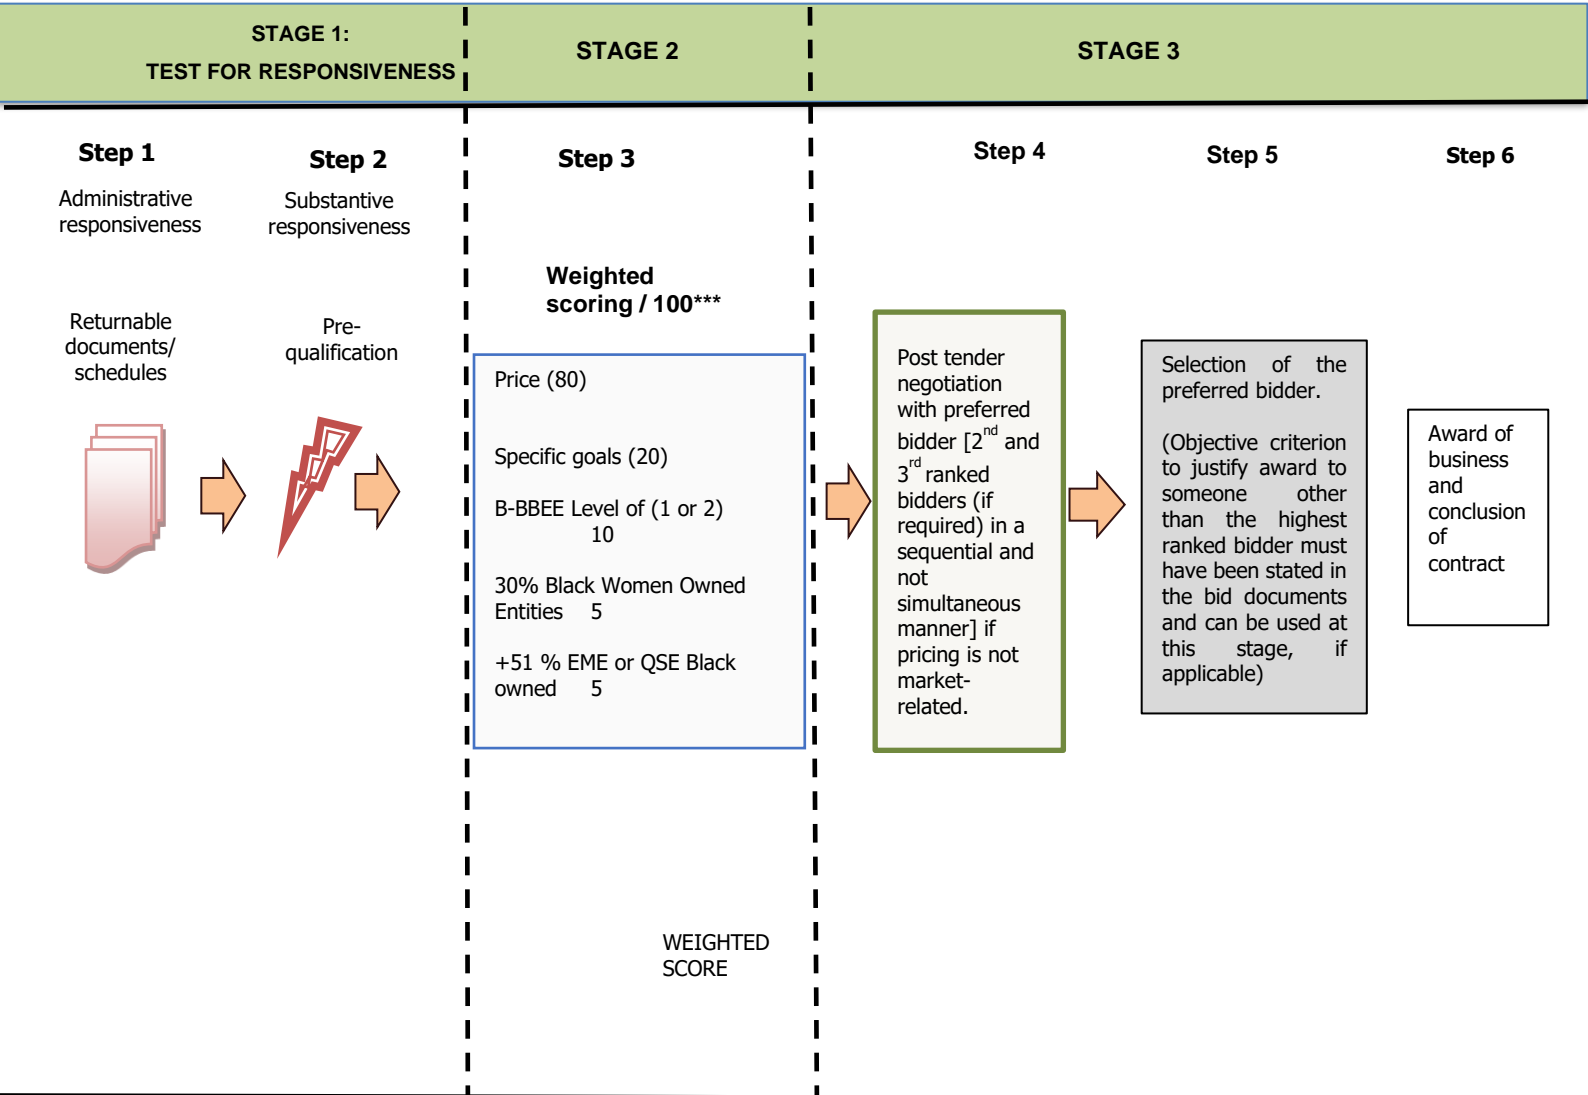 STAGE 1:
TEST FOR RESPONSIVENESS
STAGE 2
STAGE 3
Step 1
Administrative
responsiveness
Returnable
documents/
schedules
Step 2
Substantive
responsiveness
Pre-
qualification
Step 3
Weighted
scoring / 100***
Price (80)
Specific goals (20)
B-BBEE Level of (1 or 2)
10
30% Black Women Owned
Entities 5
+51 % EME or QSE Black
owned 5
WEIGHTED
SCORE
Step 4
Post tender
negotiation
with preferred
bidder [2nd and
3rd ranked
bidders (if
required) in a
sequential and
not
simultaneous
manner] if
pricing is not
market-
related.
Step 5
Selection of the
preferred bidder.
(Objective criterion
to justify award to
someone other
than the highest
ranked bidder must
have been stated in
the bid documents
and can be used at
this stage, if
applicable)
Step 6
Award of
business
and
conclusion
of
contract